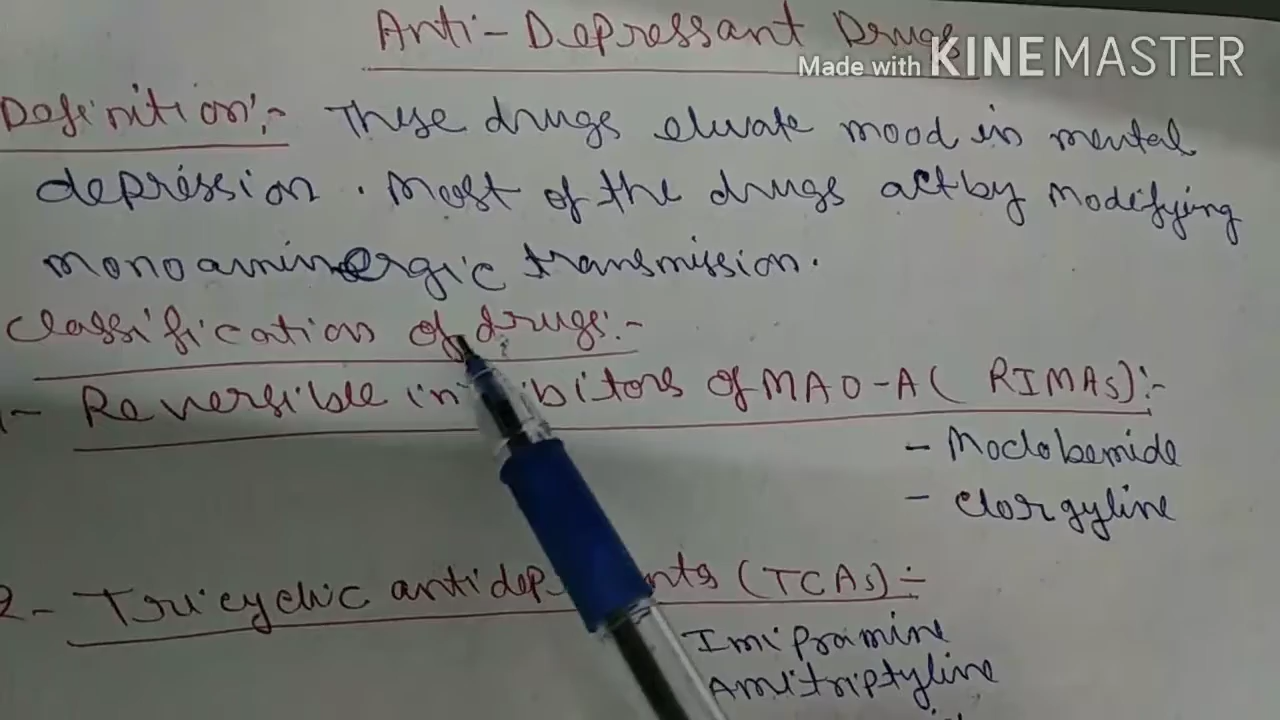 Anti-Depressant Drugs
Made with KINEMASTER
Definition:-  These drugs elevate mood in mental
depression. Most of the drugs act by Modifying
monoaminergic transmission.
Classification of drugs:-
1- Reversible inhibitors of MAO-A ( RIMAs):-
- Moclobemide
- Clorgyline
2- Tricyclic antidepressants (TCAs):-
Imipramine
Amitriptyline